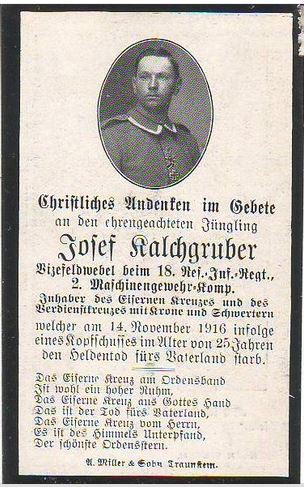 Christliches Andenken im Gebete
an den ehrengeachteten Jüngling
Josef Kalchgruber
Vizefeldwebel beim 18. Res.-Inf.-Regt.,
2. Maschinengewehr-Komp.
Inhaber des Eisernen Kreuzes und des
Verdienstkreuzes mit Krone und Schwertern
welcher am 14. November 1916 infolge
eines Kopfschusses im Alter von 25 Jahren
den Heldentod fürs Vaterland starb.
Das Eiserne Kreuz am Ordensband
Ist wohl ein hoher Ruhm,
Das Eiserne Kreuz aus Gottes Hand
Das ist der Tod fürs Vaterland,
Das Eiserne Kreuz vom Herrn,
Es ist des Himmels Unterpfand,
Der schönste Ordensstern.
A. Miller & Sohn Traunstein.